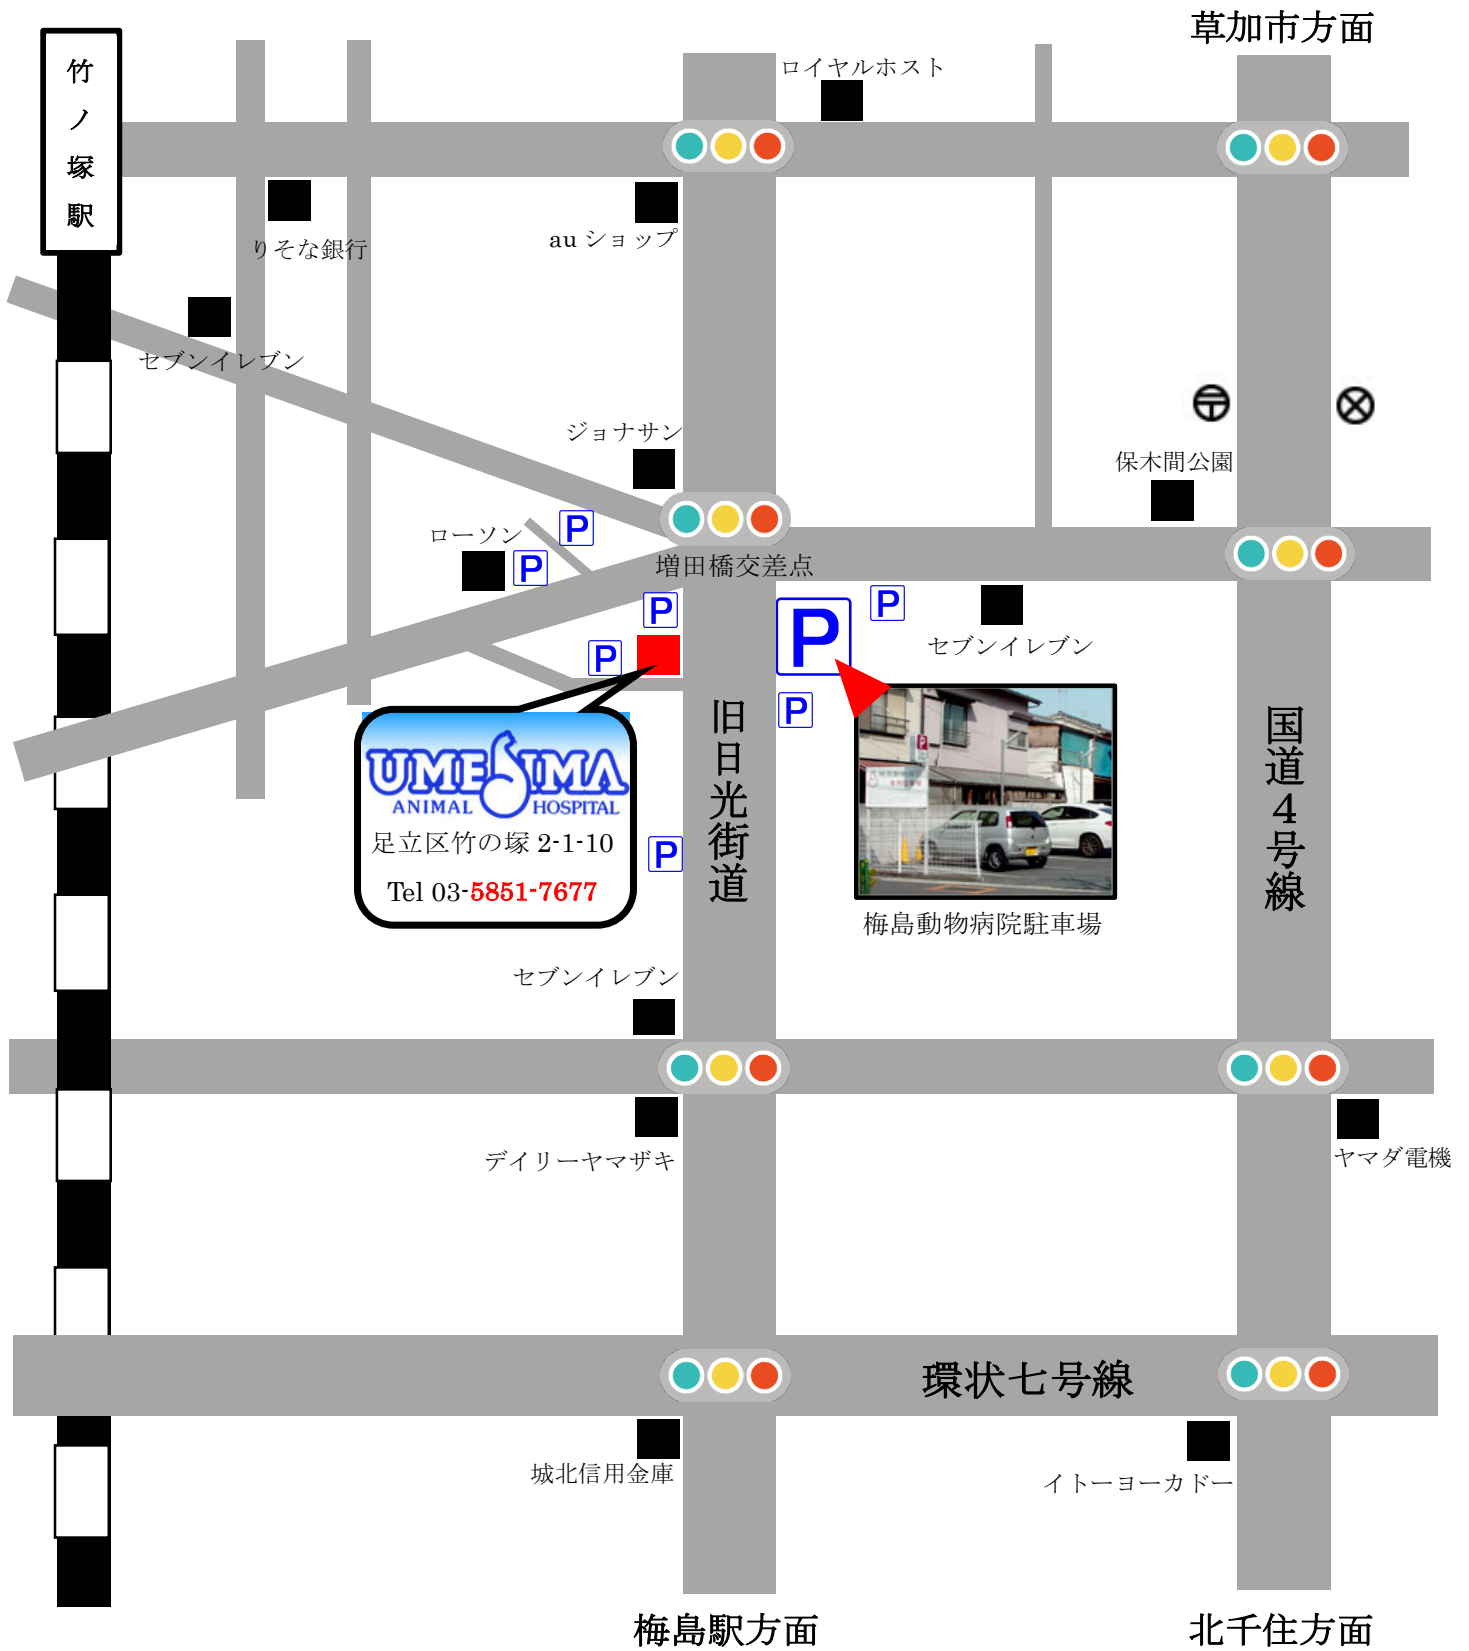 草加市方面
竹ノ塚駅
ロイヤルホスト
りそな銀行
au ショップ
セブンイレブン
ジョナサン
保木間公園
ローソン
P
P
増田橋交差点
P
P
P
P
セブンイレブン
P
旧日光街道
国道4号線
UMESIMA
ANIMAL HOSPITAL
足立区竹の塚 2-1-10
Tel 03-5851-7677
P
P
梅島動物病院駐車場
セブンイレブン
デイリーヤマザキ
ヤマダ電機
環状七号線
城北信用金庫
イトーヨーカドー
梅島駅方面
北千住方面